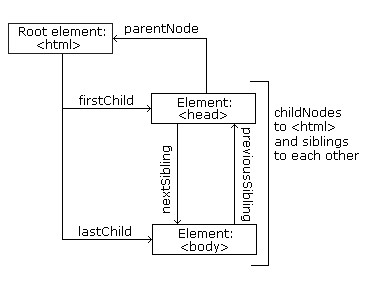 Root element:
<html>
parentNode
firstChild
Element:
<head>
nextSibling
previousSibling
childNodes
to <html>
and siblings
to each other
lastChild
Element:
<body>